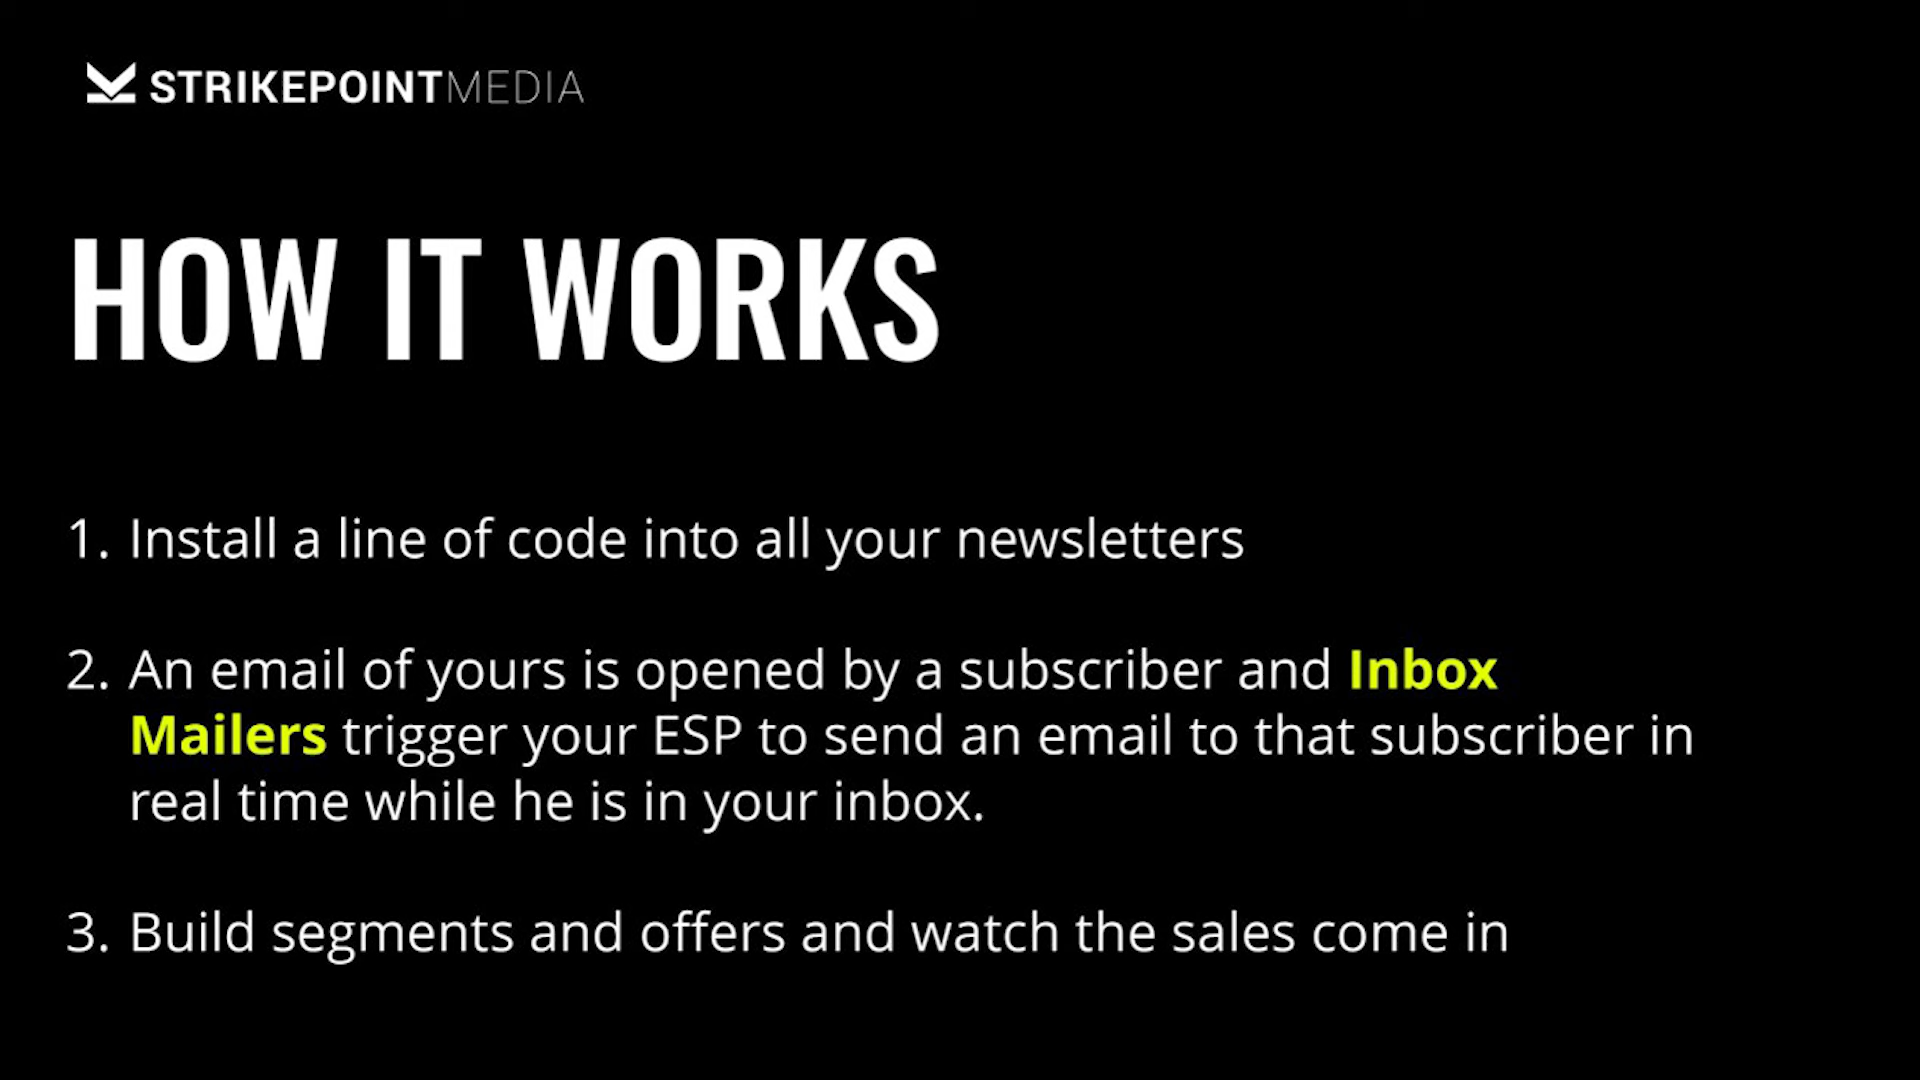 STRIKEPOINTMEDIA
HOW IT WORKS
1. Install a line of code into all your newsletters
2. An email of yours is opened by a subscriber and Inbox
Mailers trigger your ESP to send an email to that subscriber in
real time while he is in your inbox.
3. Build segments and offers and watch the sales come in